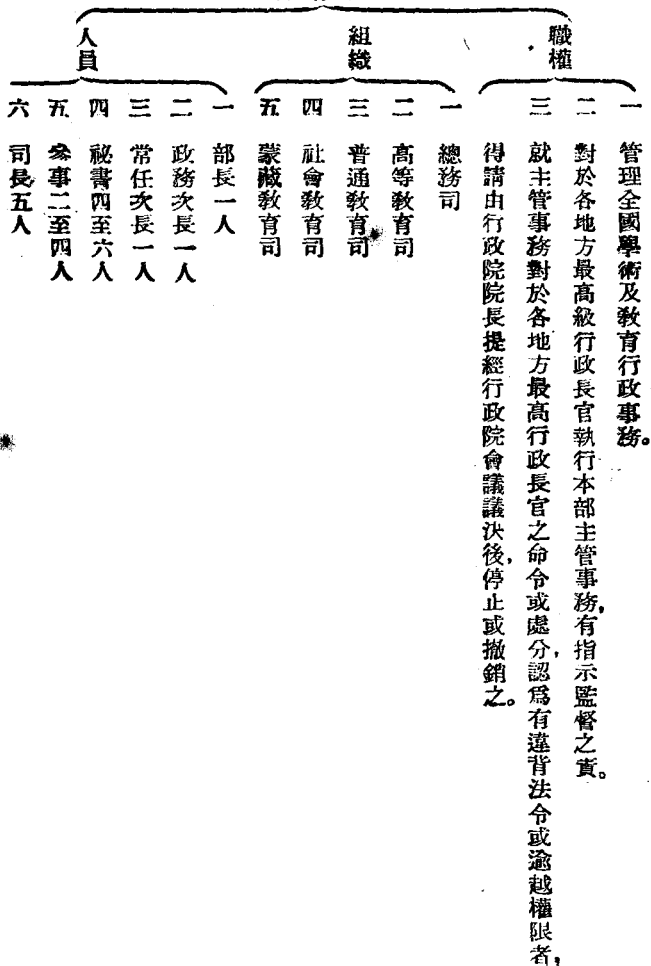 職權
一 管理全國學術及敎育行政事務。
二 對於各地方最高級行政長官執行本部主管事務,有指示監督之責。
三 就主管事務對於各地方最高行政長官之命令或處分,認爲有違背法令或逾越權限者,
得請由行政院院長提經行政院會議議決後,停止或撤銷之。
組織
一 總務司
二 高等敎育司
三 普通敎育司
四 社會敎育司
五 蒙藏敎育司
人員
一 部長一人
二 政務次長一人
三 常任次長一人
四 祕書四至六人
五 參事二至四人
六 司長五人